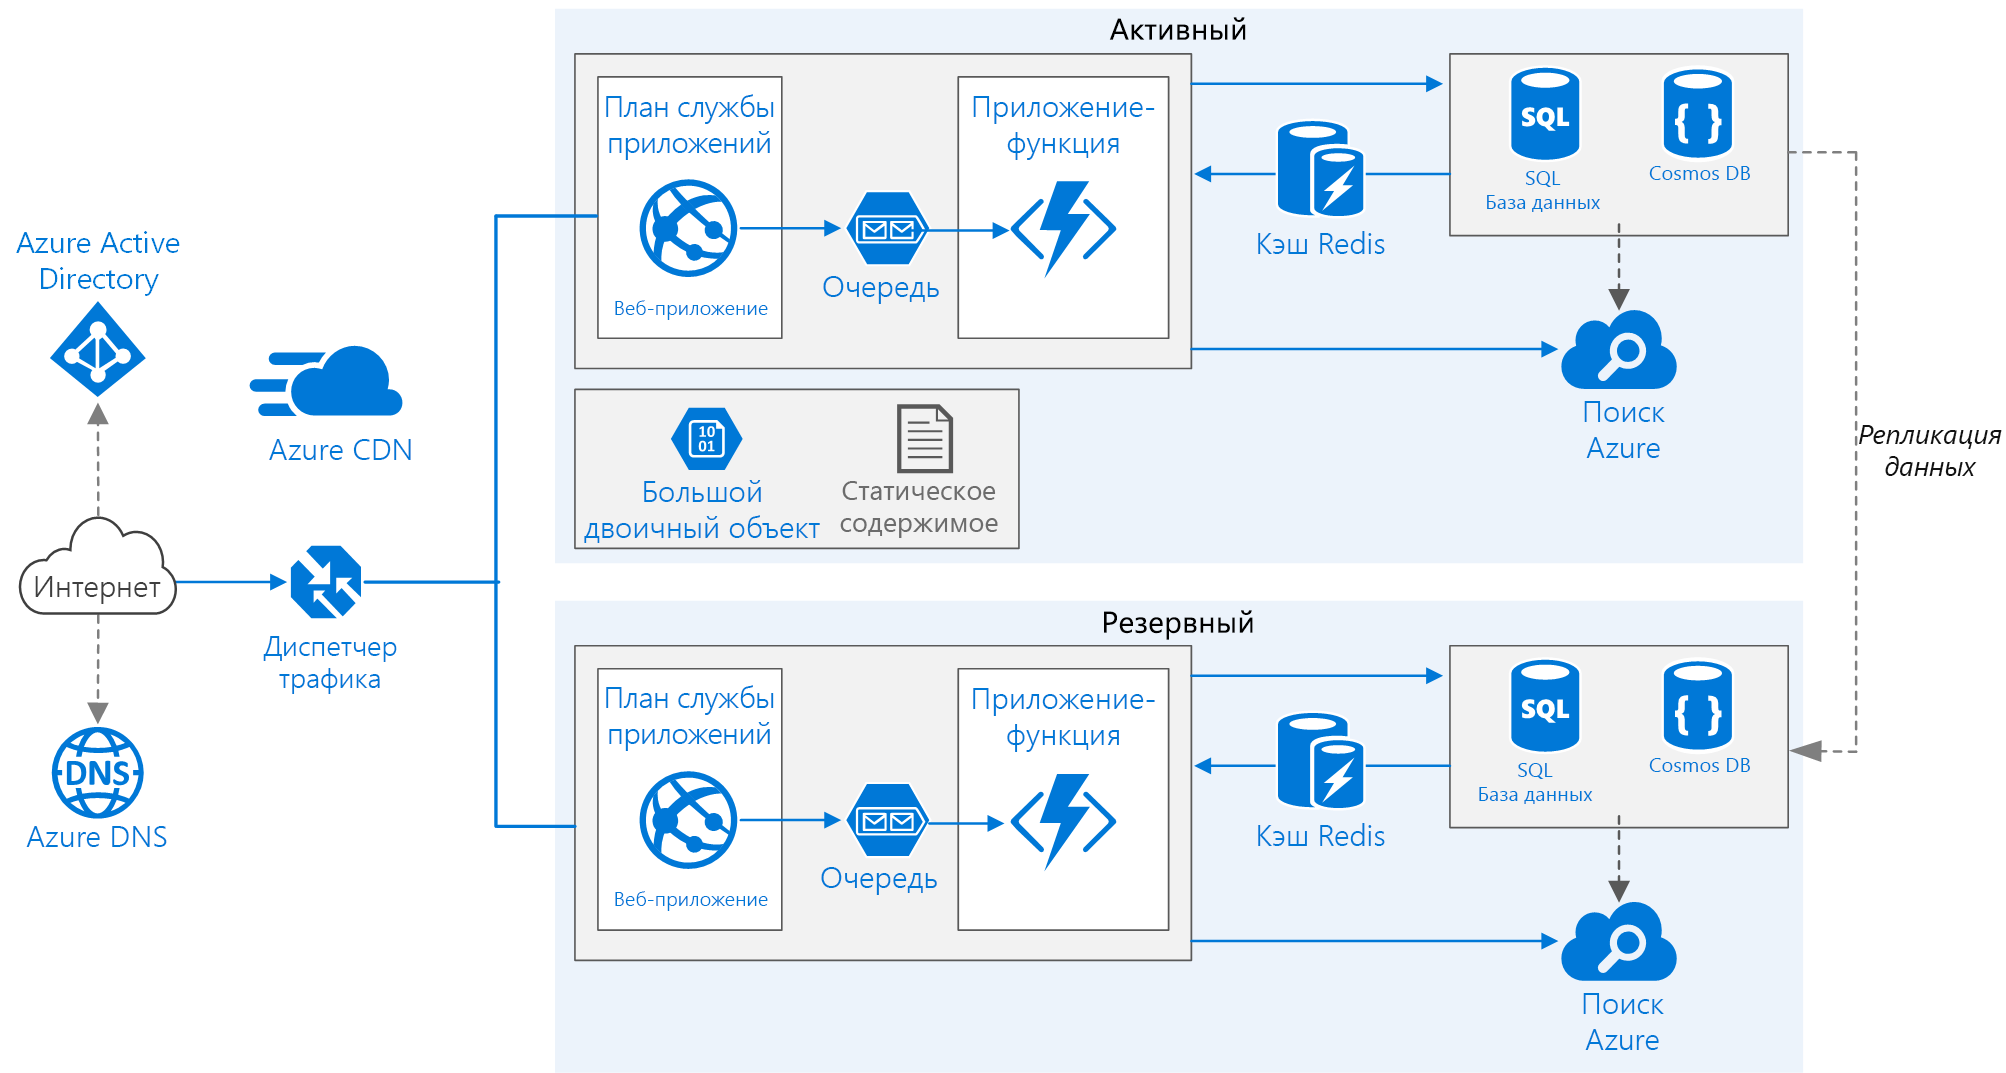 Активный
План службы
приложений
Веб-приложение
Очередь
Приложение-
функция
Кэш Redis
SQL
SQL
База данных
{ }
Cosmos DB
Поиск
Azure
10
01
Большой
двоичный объект
Статическое
содержимое
Azure Active
Directory
Azure CDN
Интернет
Диспетчер
трафика
DNS
Azure DNS
Репликация
данных
Резервный
План службы
приложений
Веб-приложение
Очередь
Приложение-
функция
Кэш Redis
SQL
SQL
База данных
{ }
Cosmos DB
Поиск
Azure